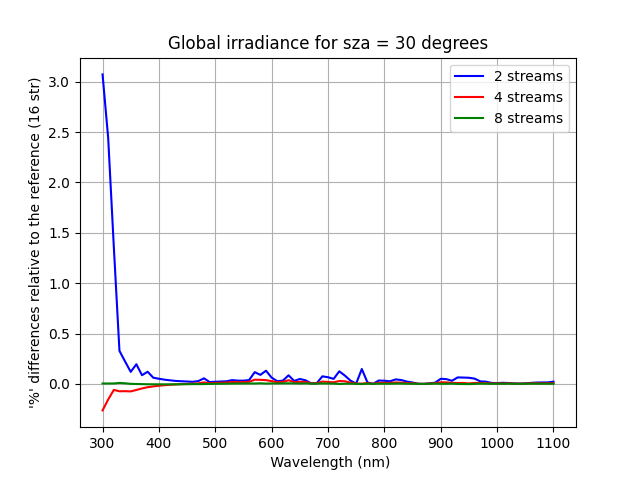 Global irradiance for sza = 30 degrees
2 streams
4 streams
8 streams
'%' differences relative to the reference (16 str)
3.0
2.5
2.0
1.5
1.0
0.5
0.0
300 400 500 600 700 800 900 1000 1100
Wavelength (nm)